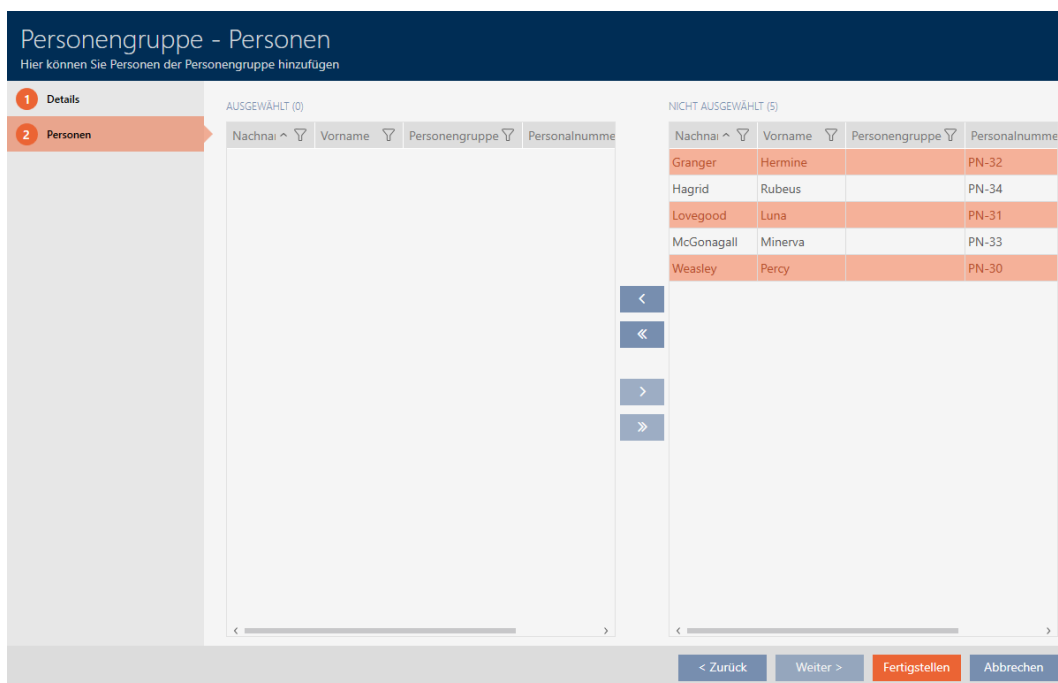 Personengruppe - Personen
Hier können Sie Personen der Personengruppe hinzufügen
1 Details
2 Personen
AUSGEWÄHLT (0)
Nachnai Vorname Personengruppe Personalnumme
NICHT AUSGEWÄHLT (5)
Nachnai Vorname Personengruppe Personalnumme
Granger Hermine PN-32
Hagrid Rubeus PN-34
Lovegood Luna PN-31
McGonagall Minerva PN-33
Weasley Percy PN-30
< Zurück Weiter > Fertigstellen Abbrechen